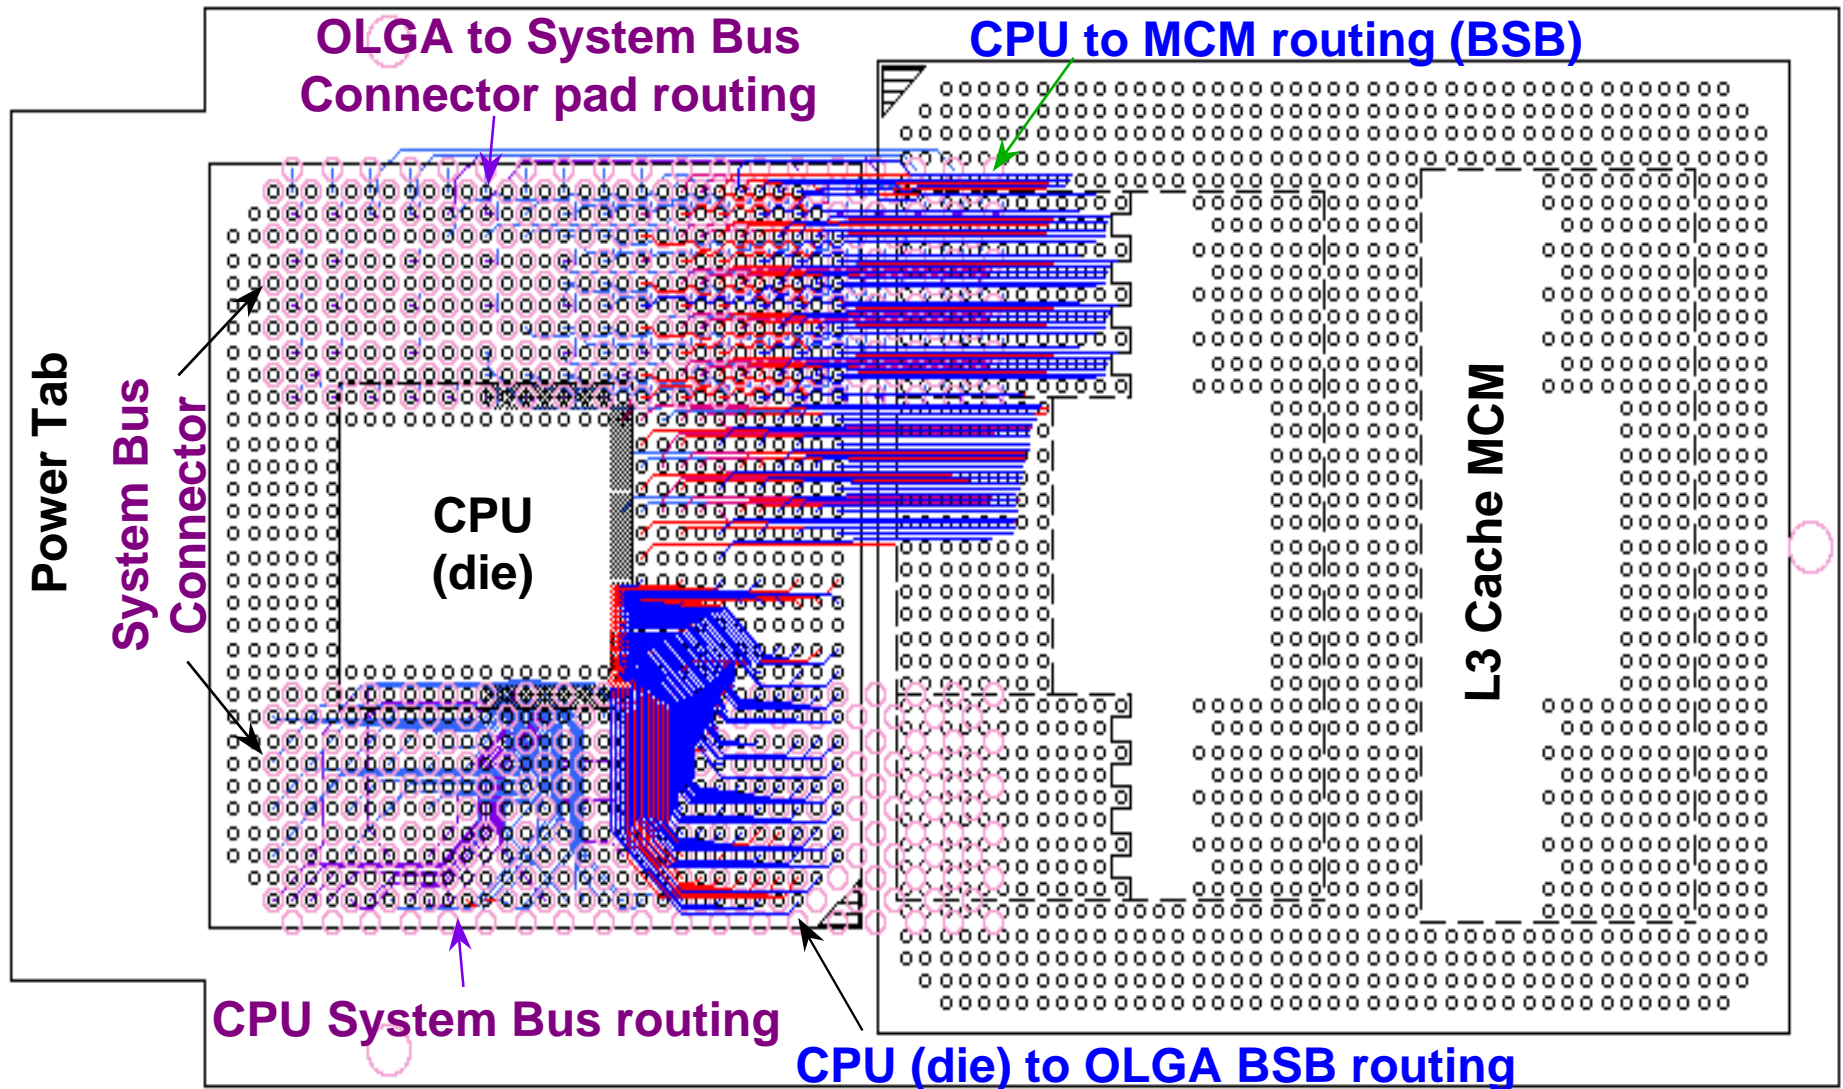 OLGA to System Bus
Connector pad routing
CPU to MCM routing (BSB)
Power Tab
System Bus
Connector
CPU
(die)
L3 Cache MCM
CPU System Bus routing
CPU (die) to OLGA BSB routing